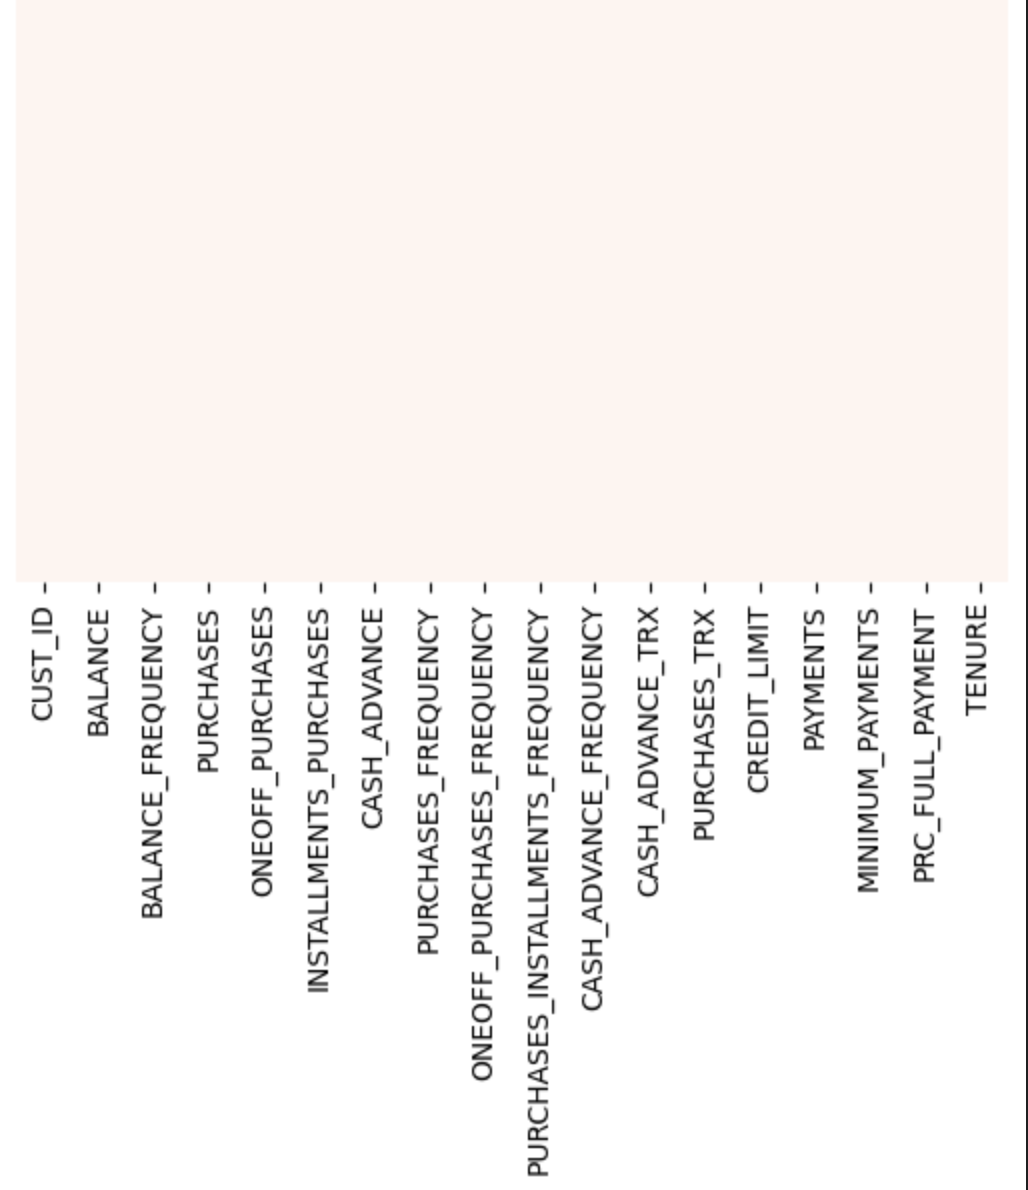 CUST_ID
BALANCE
BALANCE_FREQUENCY
PURCHASES
ONEOFF_PURCHASES
INSTALLMENTS_PURCHASES
CASH_ADVANCE
PURCHASES_FREQUENCY
ONEOFF_PURCHASES_FREQUENCY
PURCHASES_INSTALLMENTS_FREQUENCY
CASH_ADVANCE_FREQUENCY
CASH_ADVANCE_TRX
PURCHASES_TRX
CREDIT_LIMIT
PAYMENTS
MINIMUM_PAYMENTS
PRC_FULL_PAYMENT
TENURE